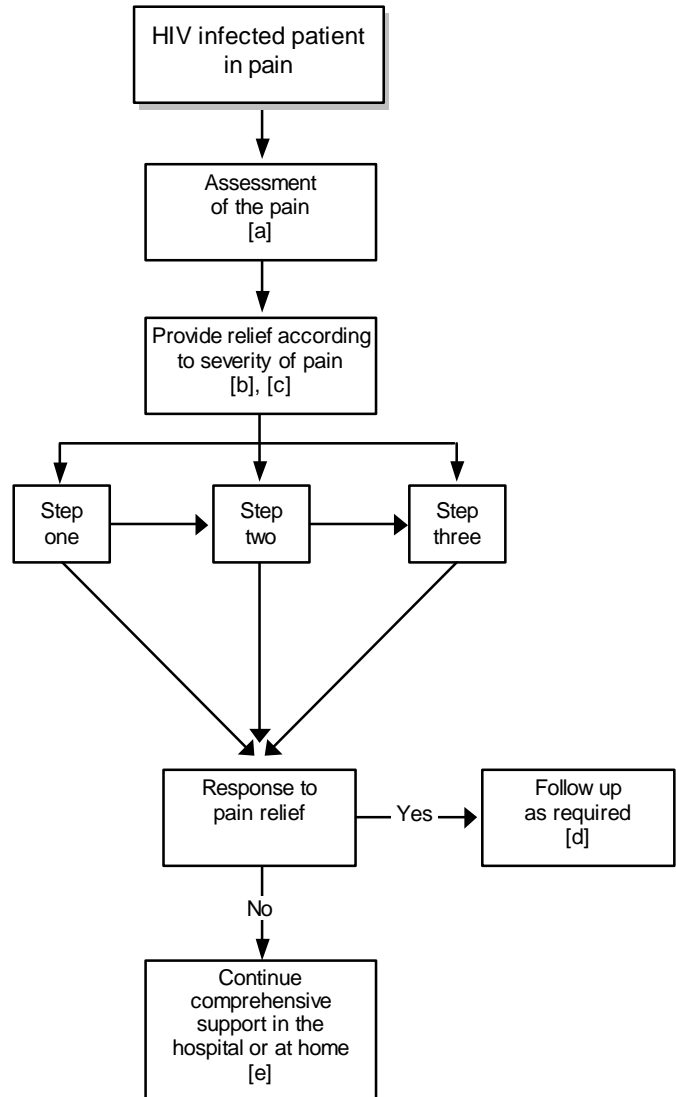 HIV infected patient
in pain
Assessment
of the pain
[a]
Provide relief according
to severity of pain
[b], [c]
Step
one
Step
two
Step
three
Response to
pain relief
Yes
Follow up
as required
[d]
No
Continue
comprehensive
support in the
hospital or at home
[e]